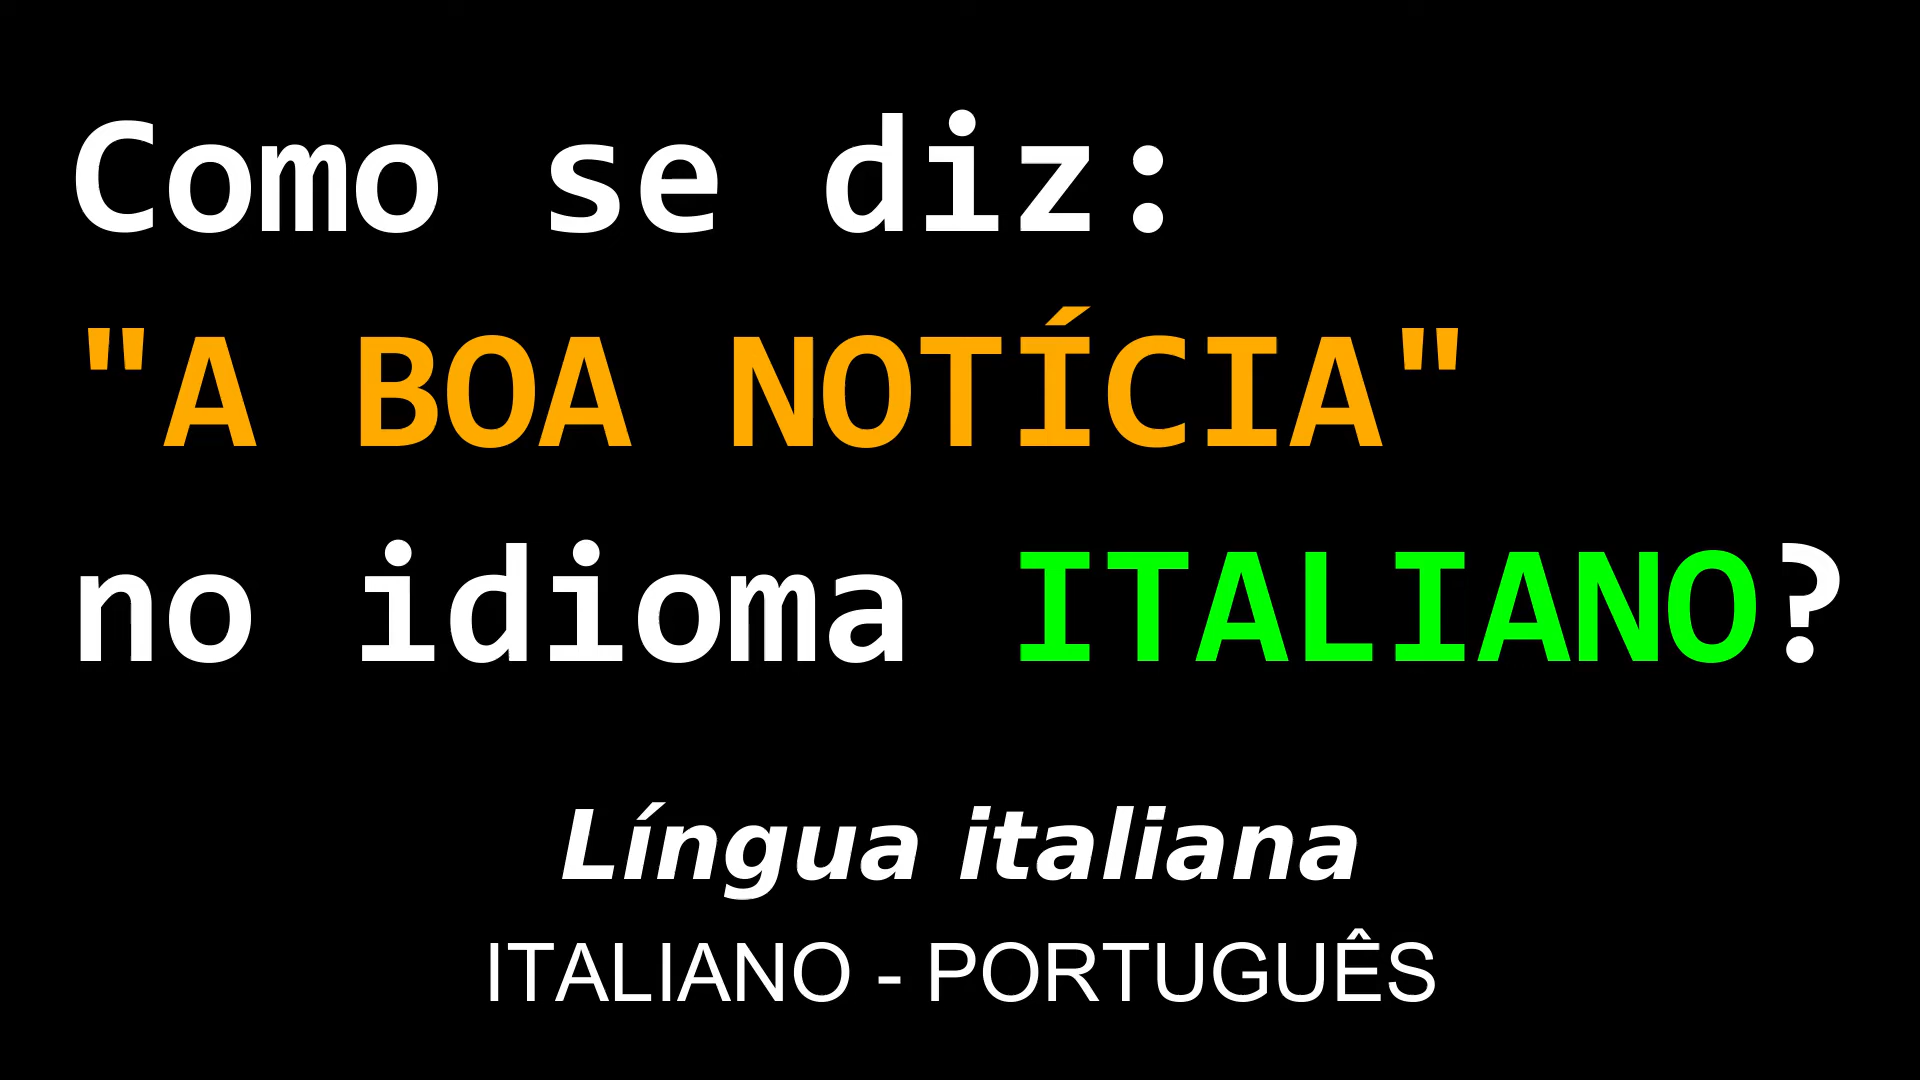 Como se diz:
"A BOA NOTÍCIA"
no idioma ITALIANO?
Língua italiana
ITALIANO - PORTUGUÊS